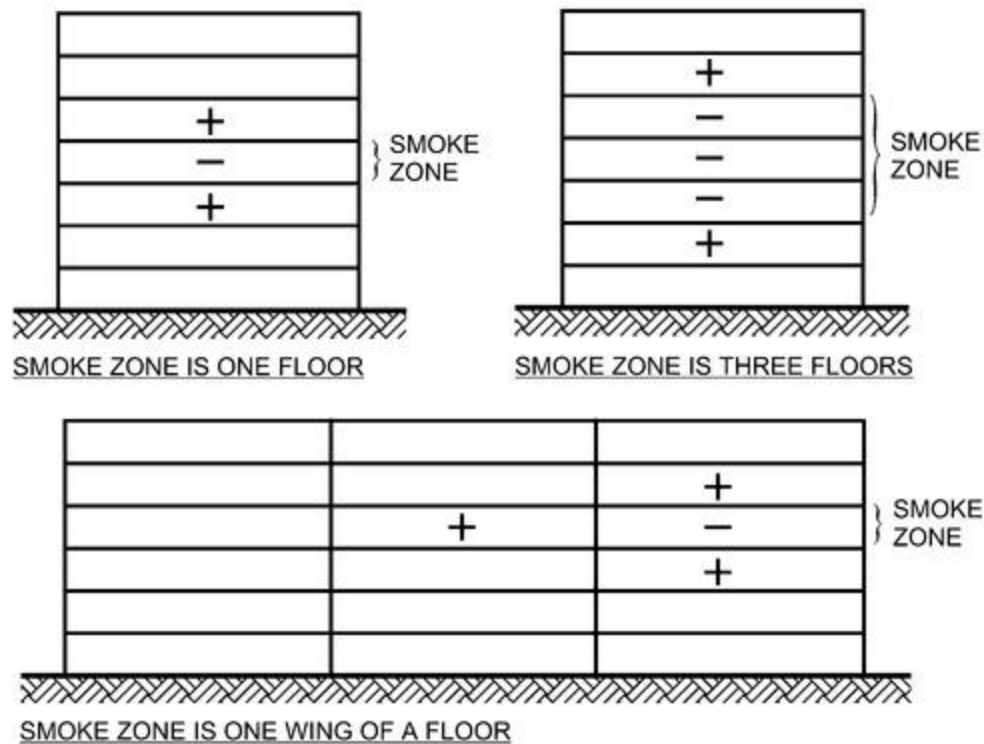 +
-
+
SMOKE
ZONE
SMOKE ZONE IS ONE FLOOR
+
-
-
-
+
SMOKE
ZONE
SMOKE ZONE IS THREE FLOORS
+
+
-
+
SMOKE
ZONE
SMOKE ZONE IS ONE WING OF A FLOOR